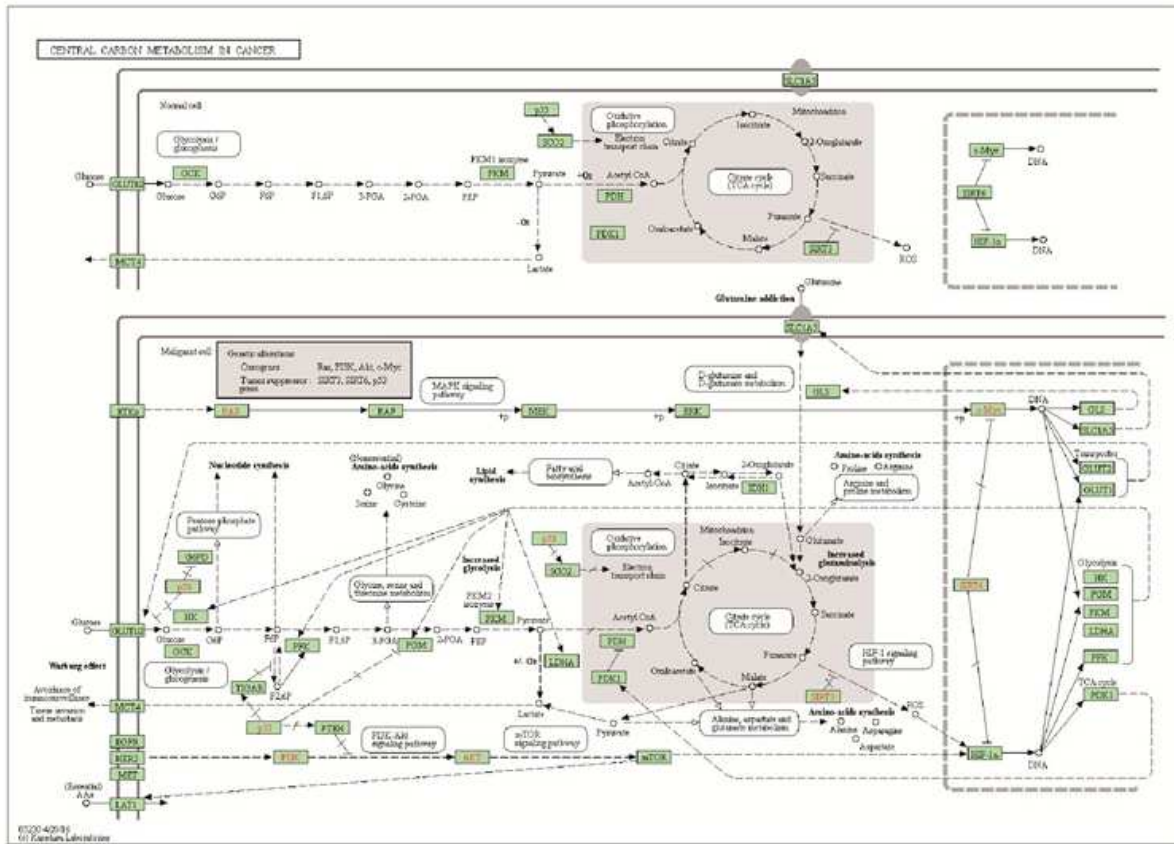 CENTRAL CARBON METABOLISM IN CANCER
SLC1A5
Normal cell
Glycolysis /
gluconeogenesis
p53
SCO2
Oxidative
phosphorylation
Electron
transport chain
Mitochondrion
Isocitrate
Citrate
2-Oxoglutarate
c-Myc
DNA
PKM1 isozyme
Glucose
GCK
PKM
Pyruvate
Acetyl CoA
Citrate cycle
(TCA cycle)
Succinate
SIRT6
Glucose
G6P
F6P
F1,6P
3-PGA
2-PGA
PEP
PDH
Fumarate
PDK1
Oxaloacetate
Malate
SIRT3
ROS
HIF-1α
DNA
MCT4
Lactate
Glutamine
Glutamine addiction
SLC1A5
Malignant cell
Genetic alterations
Oncogenes : Ras, PI3K, Akt, c-Myc
Tumor suppressor : SIRT3, SIRT6, p53
genes
MAPK signaling
pathway
D-glutamine and
D-glutamate metabolism
GLS
RTKs
RAS
RAF
MEK
ERK
+p
+p
+p
c-Myc
DNA
GLS
SLC1A5
Transporter
GLUT2
GLUT1
Nucleotide synthesis
(Nonessential)
Amino-acids synthesis
Glycine
Serine
Cysteine
Lipid
synthesis
Fatty acid
biosynthesis
Acetyl CoA
Citrate
Isocitrate
2-Oxoglutarate
IDH1
Amino-acids synthesis
Proline
Arginine
Arginine and
proline metabolism
Pentose phosphate
pathway
G6PD
p53
Increased
glycolysis
p53
SCO2
Oxidative
phosphorylation
Electron
transport chain
Mitochondrion
Isocitrate
Glutamate
Increased
glutaminolysis
2-Oxoglutarate
Citrate
Glycine, serine and
threonine metabolism
PKM2
isozyme
PKM
HK
SIRT6
Glycolysis
HK
PGM
PKM
LDHA
PFK
Glucose
Glucose
G6P
F6P
PFK
F1,6P
3-PGA
PGM
2-PGA
PEP
Pyruvate
Acetyl CoA
Citrate cycle
(TCA cycle)
Succinate
GCK
LDHA
PDH
Fumarate
HIF-1 signaling
pathway
Warburg effect
Glycolysis /
gluconeogenesis
TIGAR
F2,6P
PDK1
Oxaloacetate
Malate
SIRT3
ROS
TCA cycle
PDK1
Avoidance of
immunosurveillance
Tissue invasion
and metastasis
MCT4
Lactate
Pyruvate
Alanine, aspartate and
glutamate metabolism
Amino-acids synthesis
Alanine
Asparagine
Aspartate
p53
PTEN
PI3K-Akt
signaling pathway
mTOR
signaling pathway
EGFR
HER2
MET
PI3K
AKT
mTOR
HIF-1α
DNA
(Essential)
AAs
LAT1
05230 4/20/16
(c) Kanehisa Laboratories